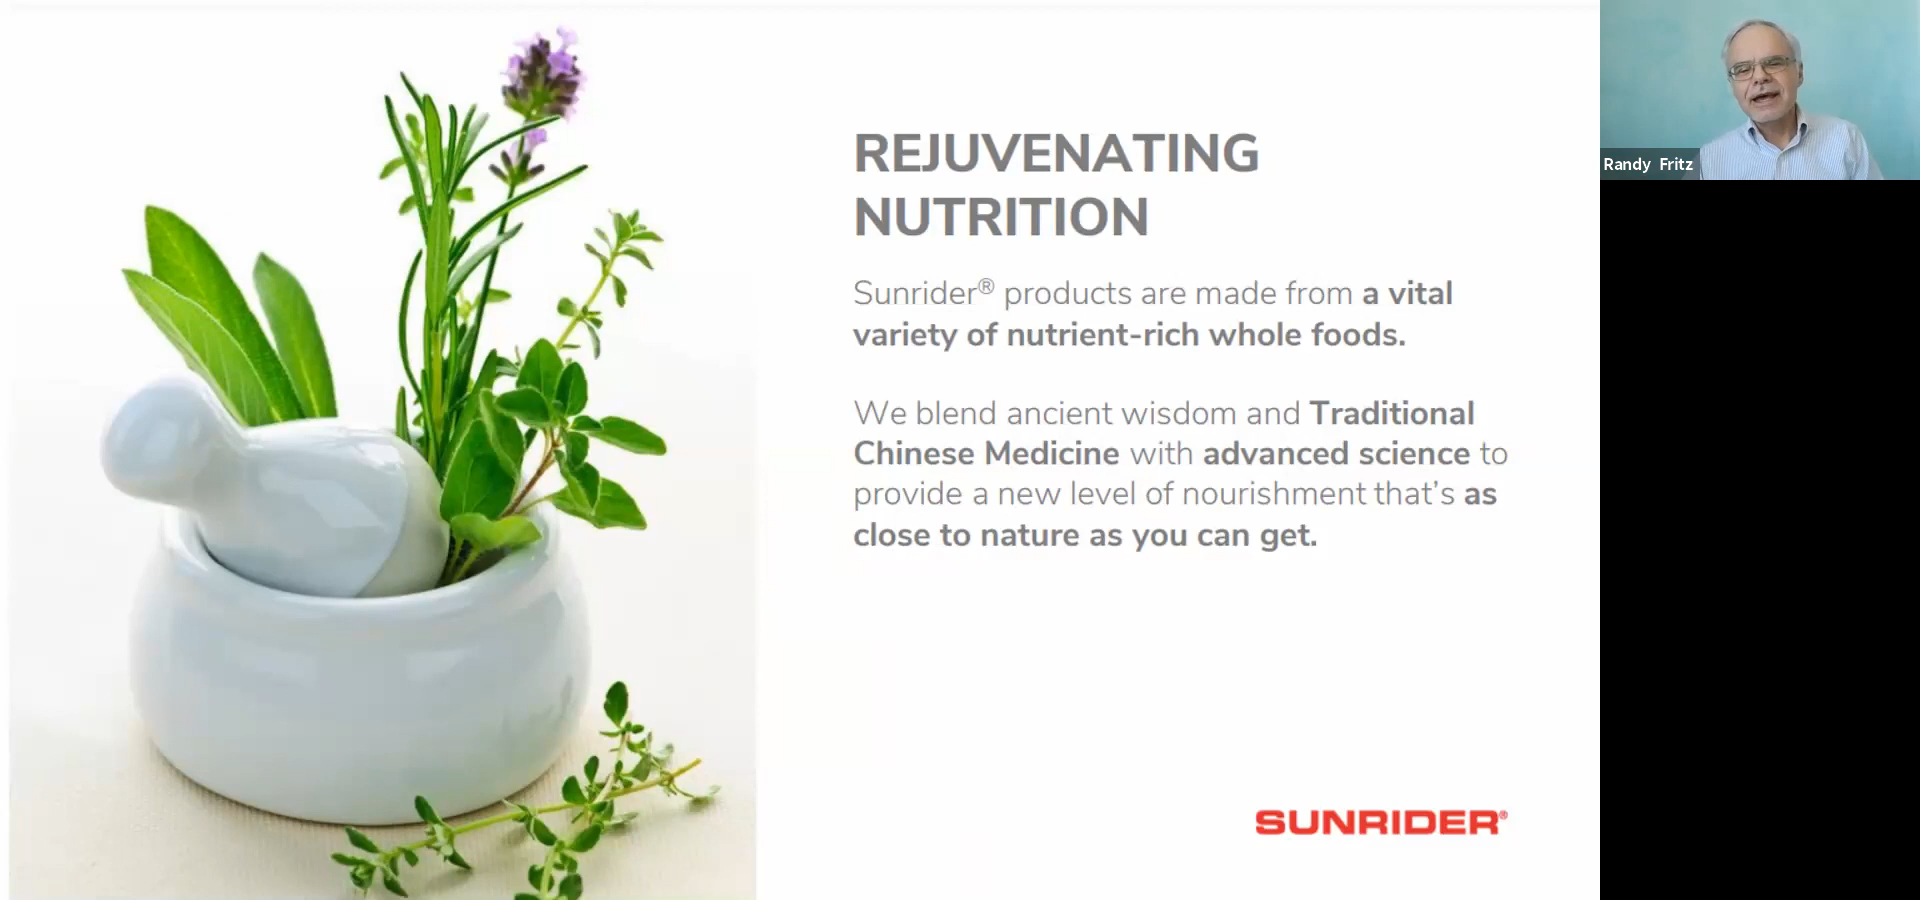 REJUVENATING
NUTRITION
Sunrider® products are made from a vital
variety of nutrient-rich whole foods.
We blend ancient wisdom and Traditional
Chinese Medicine with advanced science to
provide a new level of nourishment that's as
close to nature as you can get.
SUNRIDER®
Randy Fritz